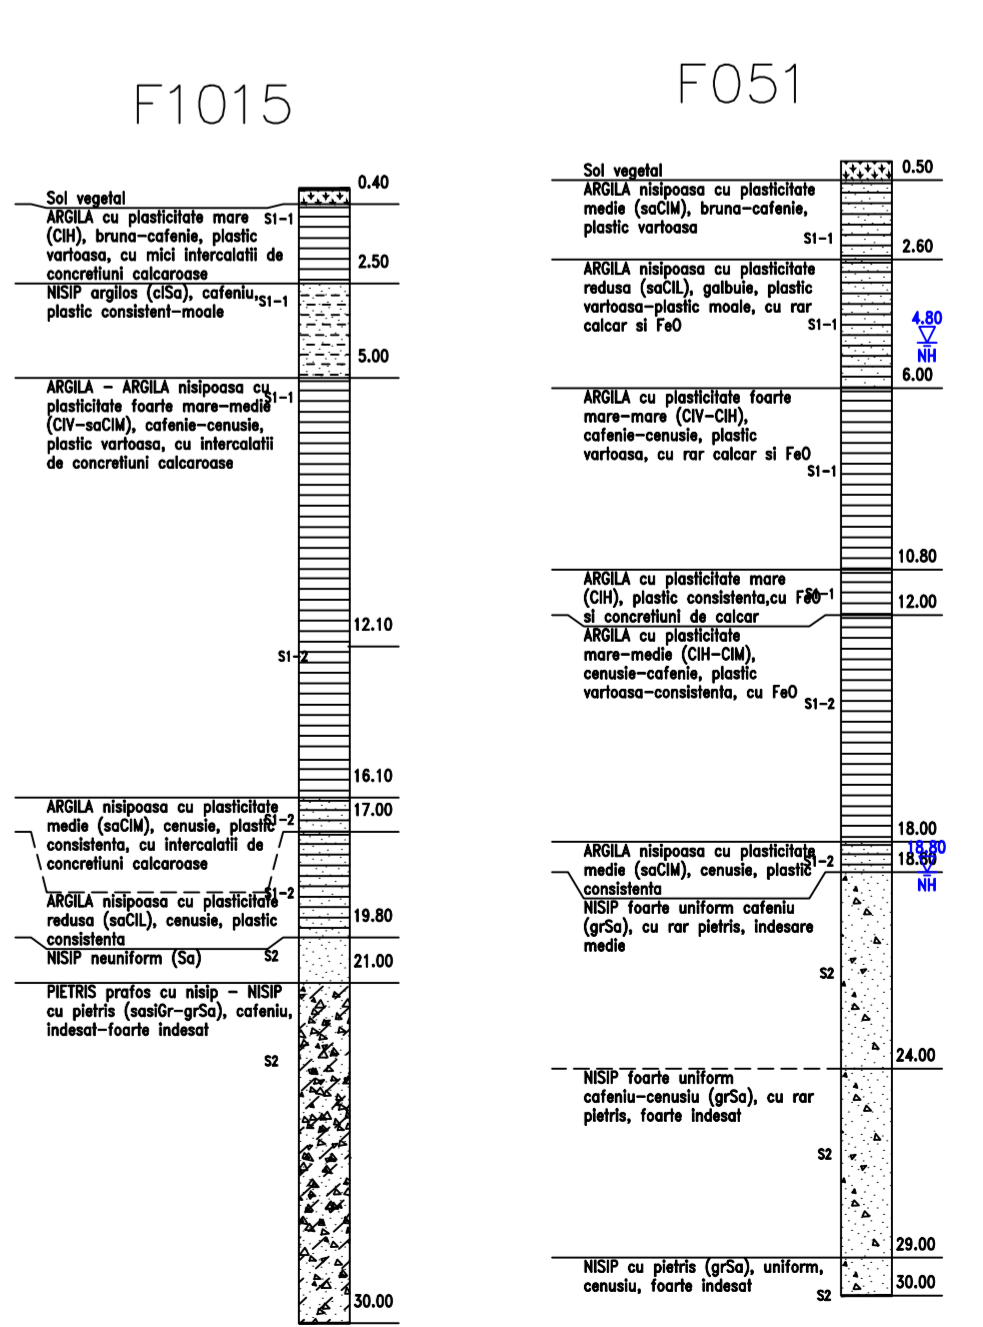 F1015
0.40
Sol vegetal
ARGILA cu plasticitate mare
S1-1
(CIH), bruna-cafenie, plastic
vartoasa, cu mici intercalatii de
concretiuni calcaroase
2.50
NISIP argilos (clSa), cafeniu,
S1-1
plastic consistent-moale
5.00
ARGILA - ARGILA nisipoasa cu
S1-1
plasticitate foarte mare-medie
(CIV-saCIM), cafenie-cenusie,
plastic vartoasa, cu intercalatii
de concretiuni calcaroase
12.10
S1-2
16.10
ARGILA nisipoasa cu plasticitate
17.00
S1-2
medie (saCIM), cenusie, plastic
consistenta, cu intercalatii de
concretiuni calcaroase
S1-2
ARGILA nisipoasa cu plasticitate
redusa (saCIL), cenusie, plastic
consistenta
19.80
NISIP neuniform (Sa)
S2
21.00
PIETRIS prafos cu nisip - NISIP
cu pietris (sasiGr-grSa), cafeniu,
indesat-foarte indesat
S2
30.00
F051
Sol vegetal
0.50
ARGILA nisipoasa cu plasticitate
medie (saCIM), bruna-cafenie,
plastic vartoasa
S1-1
2.60
ARGILA nisipoasa cu plasticitate
redusa (saCIL), galbuie, plastic
vartoasa-plastic moale, cu rar
calcar si FeO
S1-1
4.80
NH
6.00
ARGILA cu plasticitate foarte
mare-mare (CIV-CIH),
cafenie-cenusie, plastic
vartoasa, cu rar calcar si FeO
S1-1
10.80
ARGILA cu plasticitate mare
(CIH), plastic consistenta,cu FeO
S1-1
si concretiuni de calcar
12.00
ARGILA cu plasticitate
mare-medie (CIH-CIM),
cenusie-cafenie, plastic
vartoasa-consistenta, cu FeO
S1-2
18.00
ARGILA nisipoasa cu plasticitate
S1-2
18.80
medie (saCIM), cenusie, plastic
consistenta
NH
NISIP foarte uniform cafeniu
(grSa), cu rar pietris, indesare
medie
S2
24.00
NISIP foarte uniform
cafeniu-cenusiu (grSa), cu rar
pietris, foarte indesat
S2
29.00
NISIP cu pietris (grSa), uniform,
cenusiu, foarte indesat
30.00
S2